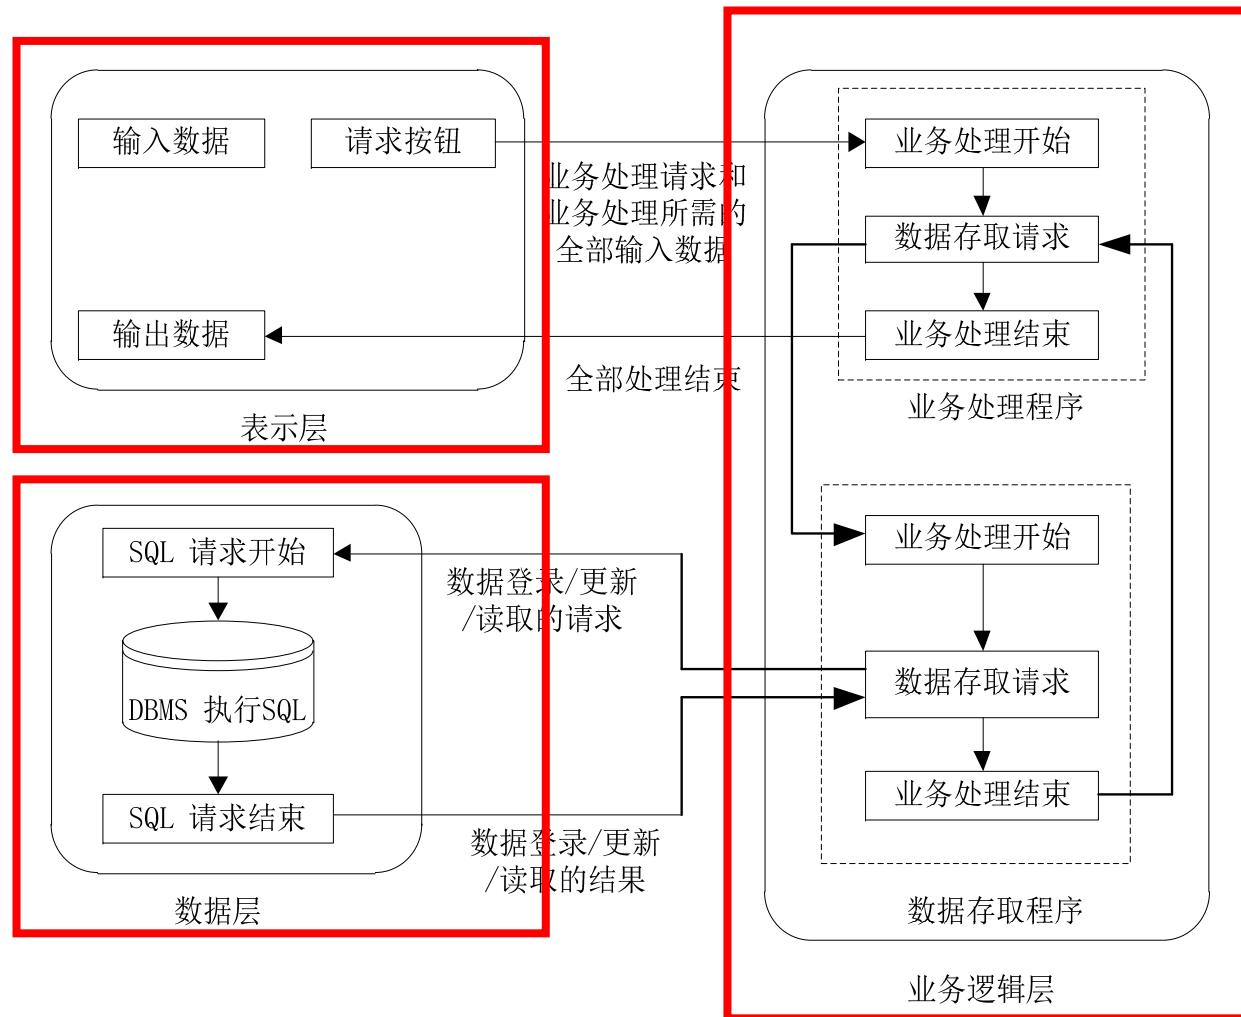 输入数据
请求按钮
业务处理请求和
业务处理所需的
全部输入数据
输出数据
全部处理结束
表示层
业务处理开始
数据存取请求
业务处理结束
业务处理程序
SQL 请求开始
DBMS 执行SQL
SQL 请求结束
数据层
数据登录/更新
/读取的请求
数据登录/更新
/读取的结果
业务处理开始
数据存取请求
业务处理结束
数据存取程序
业务逻辑层